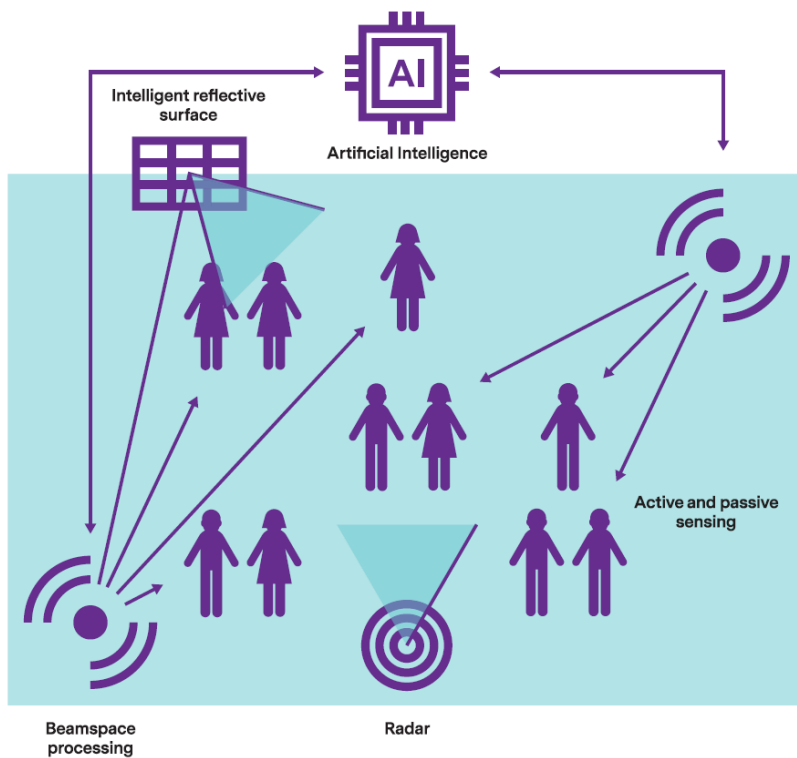 AI
Intelligent reflective
surface
Artificial Intelligence
Active and passive
sensing
Beamspace
processing
Radar